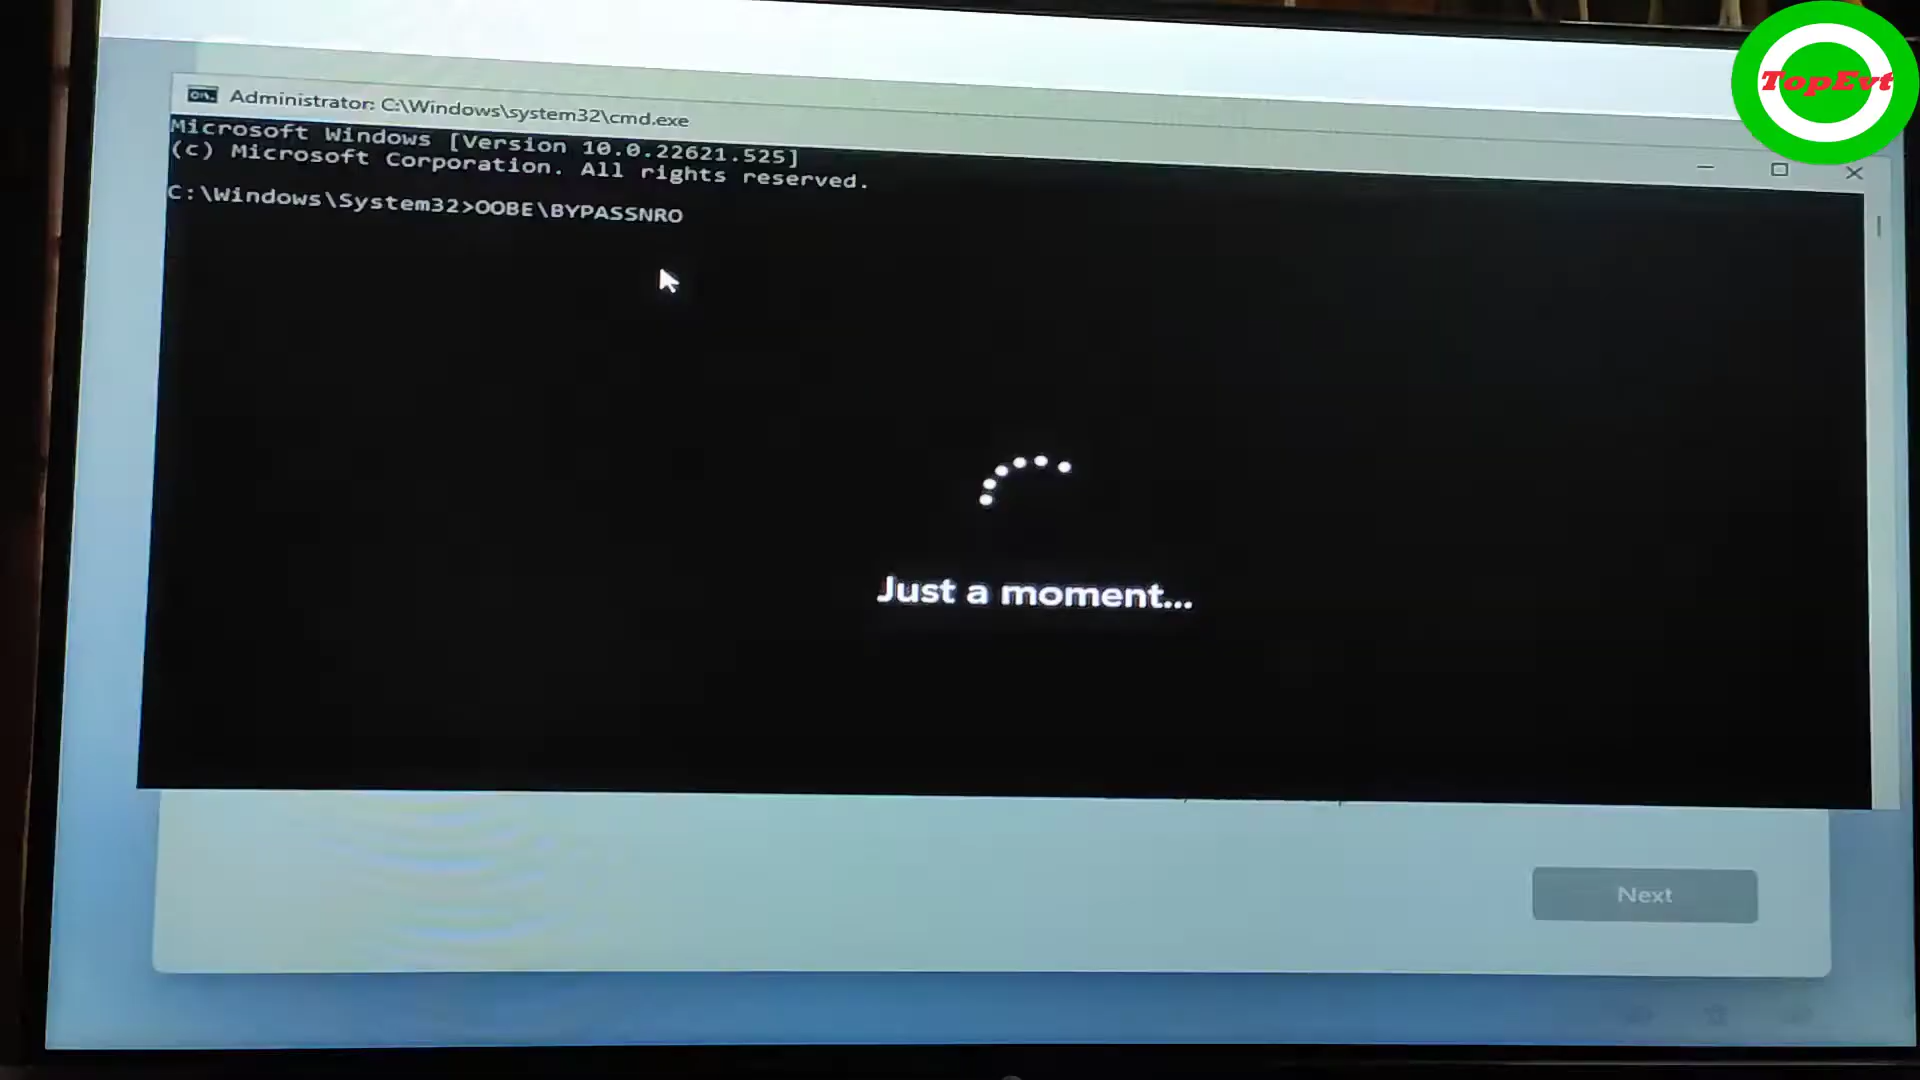 TopEvt
Administrator: C:\Windows\system32\cmd.exe
Microsoft Windows [Version 10.0.22621.525]
(c) Microsoft Corporation. All rights reserved.
C:\Windows\System32>OOBE\BYPASSNRO
Just a moment...
Next